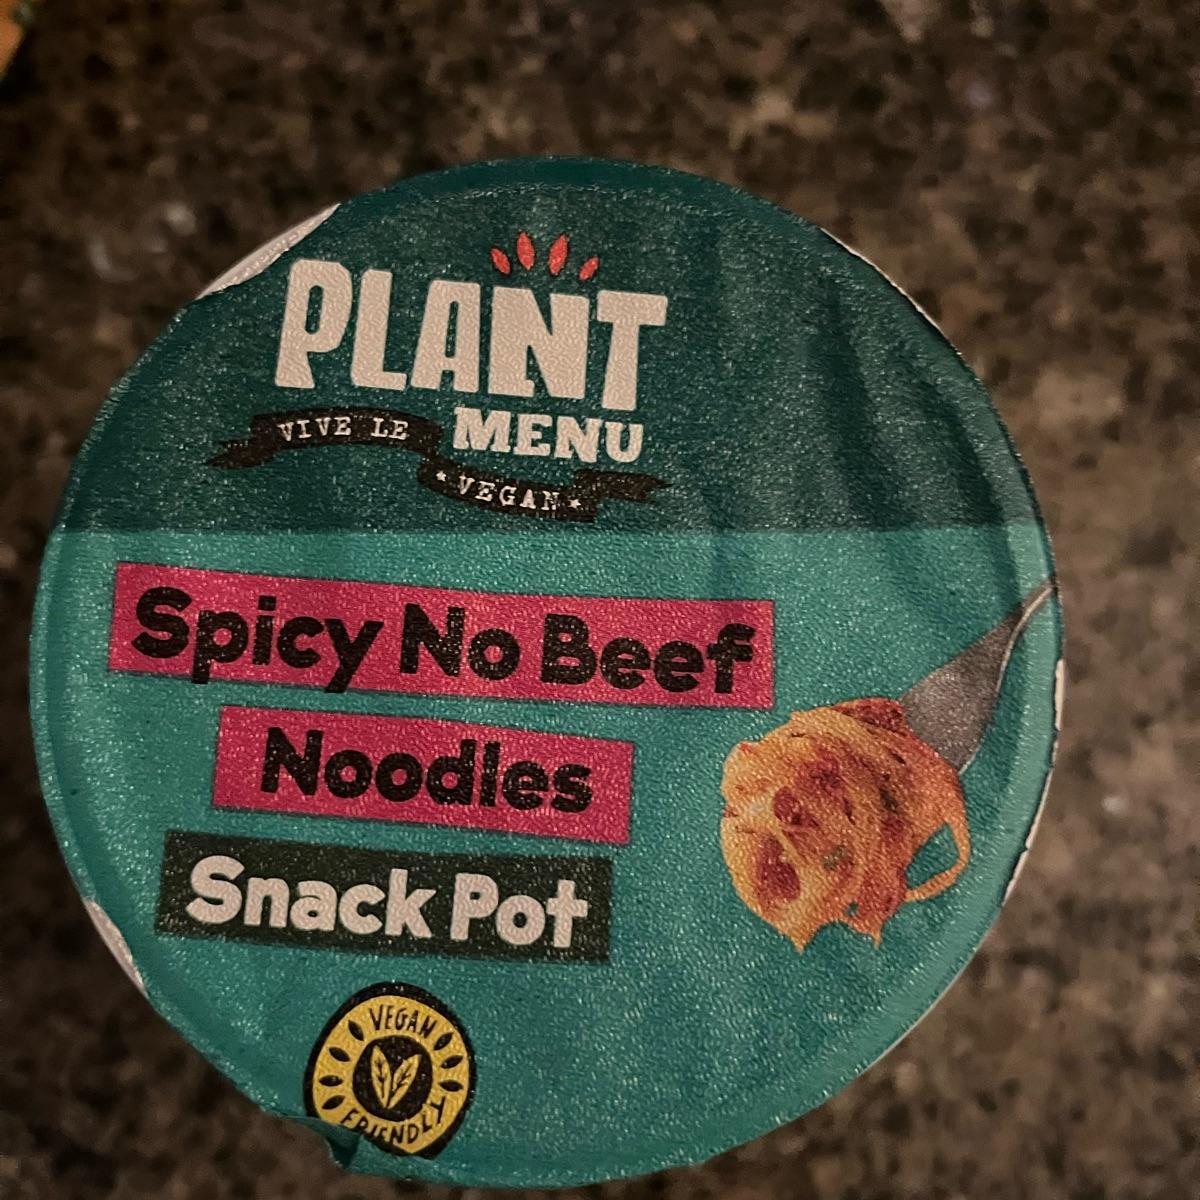 PLANT
MENU
VIVE LE
VEGAN
Spicy No Beef
Noodles
Snack Pot
VEGAN
FRIENDLY